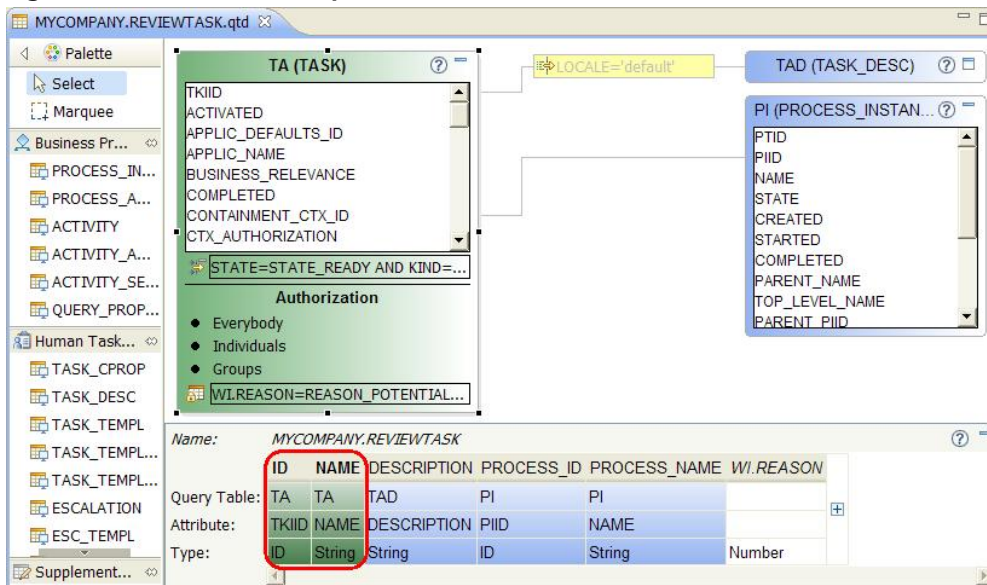 MYCOMPANY.REVIEWTASK.qtd
Palette
Select
Marquee
Business Pr...
PROCESS_IN...
PROCESS_A...
ACTIVITY
ACTIVITY_A...
ACTIVITY_SE...
QUERY_PROP...
Human Task...
TASK_CPROP
TASK_DESC
TASK_TEMPL
TASK_TEMPL...
TASK_TEMPL...
ESCALATION
ESC_TEMPL
Supplement...
TA (TASK)
TKIID
ACTIVATED
APPLIC_DEFAULTS_ID
APPLIC_NAME
BUSINESS_RELEVANCE
COMPLETED
CONTAINMENT_CTX_ID
CTX_AUTHORIZATION
STATE=STATE_READY AND KIND=...
Authorization
Everybody
Individuals
Groups
WI.REASON=REASON_POTENTIAL...
LOCALE='default'
TAD (TASK_DESC)
PI (PROCESS_INSTAN...
PTID
PIID
NAME
STATE
CREATED
STARTED
COMPLETED
PARENT_NAME
TOP_LEVEL_NAME
PARENT_PIID
Name: MYCOMPANY.REVIEWTASK
ID NAME DESCRIPTION PROCESS_ID PROCESS_NAME WI.REASON
Query Table: TA TA TAD PI PI
Attribute: TKIID NAME DESCRIPTION PIID NAME
Type: ID String String ID String Number